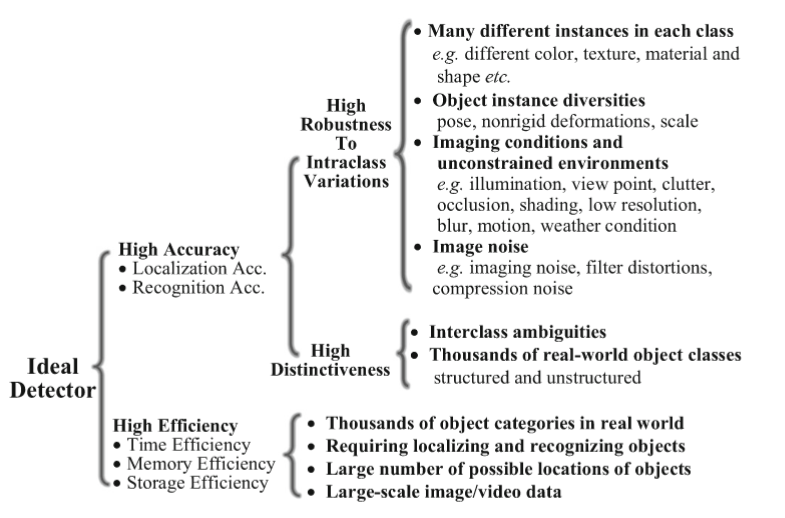 Ideal
Detector
High Accuracy
• Localization Acc.
• Recognition Acc.
High
Robustness
To
Intraclass
Variations
• Many different instances in each class
e.g. different color, texture, material and
shape etc.
• Object instance diversities
pose, nonrigid deformations, scale
• Imaging conditions and
unconstrained environments
e.g. illumination, view point, clutter,
occlusion, shading, low resolution,
blur, motion, weather condition
• Image noise
e.g. imaging noise, filter distortions,
compression noise
High
Distinctiveness
• Interclass ambiguities
• Thousands of real-world object classes
structured and unstructured
High Efficiency
• Time Efficiency
• Memory Efficiency
• Storage Efficiency
• Thousands of object categories in real world
• Requiring localizing and recognizing objects
• Large number of possible locations of objects
• Large-scale image/video data